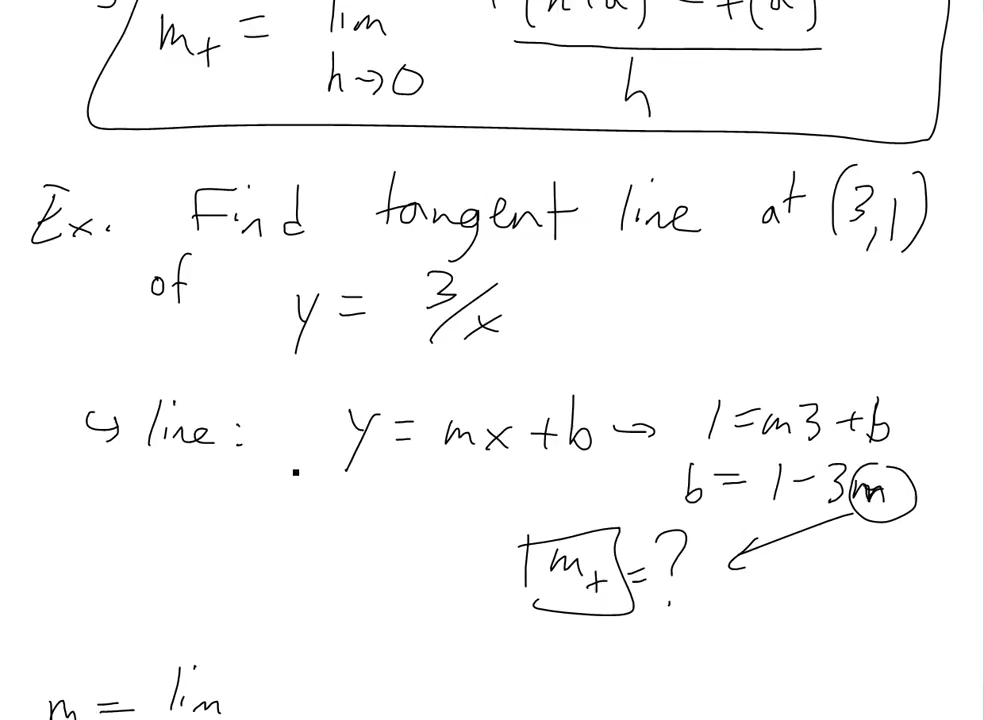 m_t = lim f(h+a) - f(a)
h→0 h
Ex. Find tangent line at (3,1)
of y = 3/x
↪ line: y = mx + b → 1 = m3 + b
b = 1 - 3m
m_t = ?
m = lim